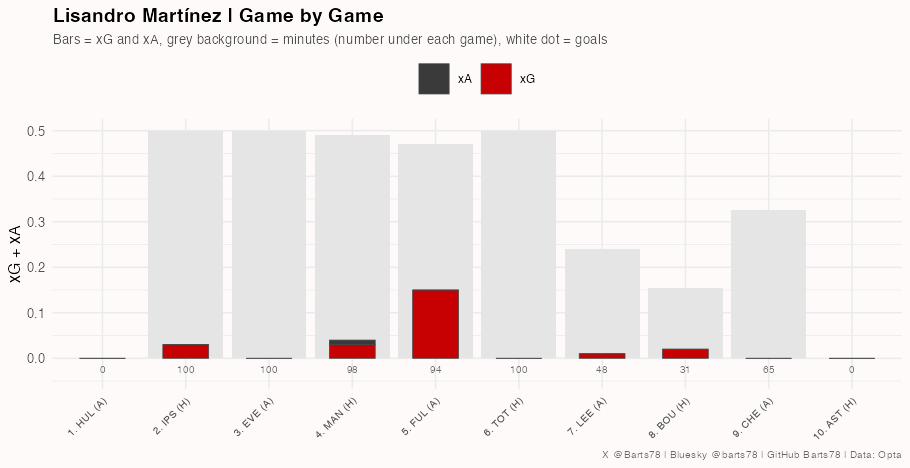 Lisandro Martínez | Game by Game
Bars = xG and xA, grey background = minutes (number under each game), white dot = goals
xA xG
xG + xA
0.5
0.4
0.3
0.2
0.1
0.0
0 100 100 98 94 100 48 31 65 0
1. HUL (A) 2. IPS (H) 3. EVE (A) 4. MAN (H) 5. FUL (A) 6. TOT (H) 7. LEE (A) 8. BOU (H) 9. CHE (A) 10. AST (H)
X @Barts78 | Bluesky @barts78 | GitHub Barts78 | Data: Opta